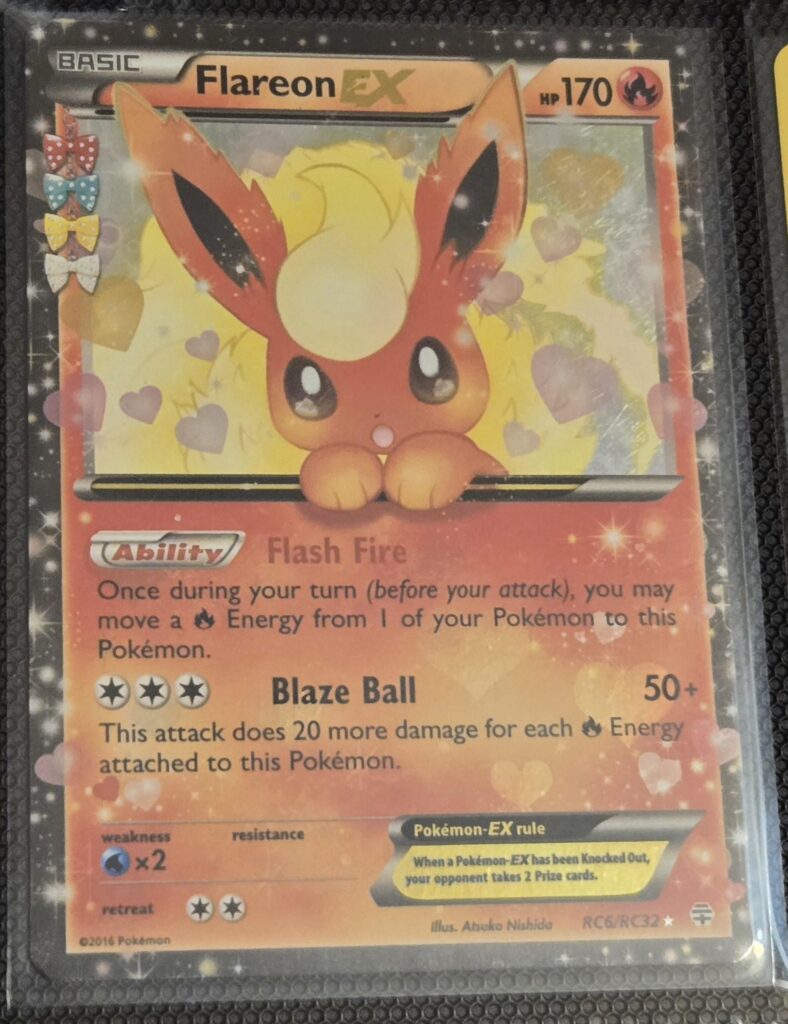 BASIC Flareon EX HP 170
Ability Flash Fire
Once during your turn (before your attack), you may
move a Energy from 1 of your Pokémon to this
Pokémon.
Blaze Ball 50+
This attack does 20 more damage for each Energy
attached to this Pokémon.
weakness resistance
×2
Pokémon-EX rule
When a Pokémon-EX has been Knocked Out,
your opponent takes 2 Prize cards.
retreat
Illus. Atsuko Nishida RC6/RC32
©2016 Pokémon